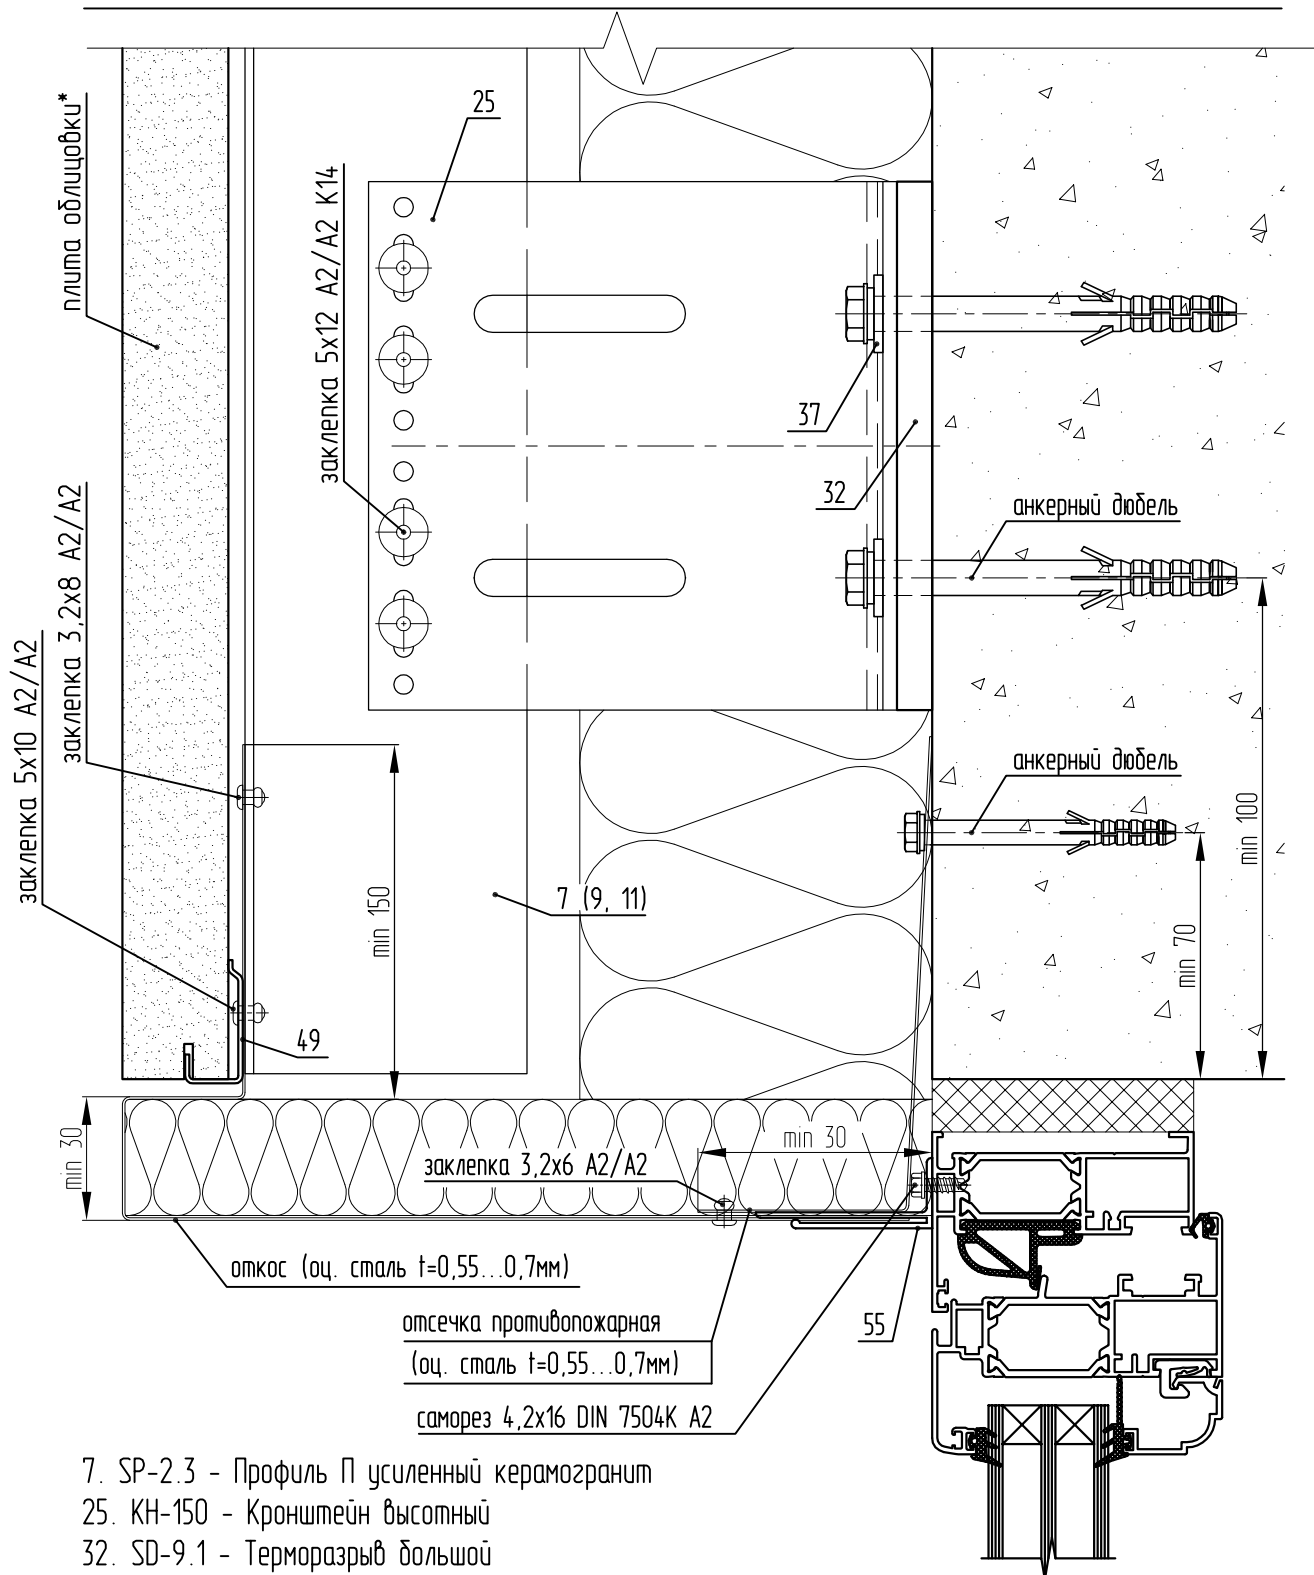 25
плита облицовки*
заклепка 5х12 А2/А2 К14
37
32
анкерный дюбель
заклепка 3,2х8 А2/А2
заклепка 5х10 А2/А2
анкерный дюбель
min 100
7 (9, 11)
min 150
min 70
49
min 30
min 30
заклепка 3,2х6 А2/А2
откос (оц. сталь t=0,55...0,7мм)
отсечка противопожарная
(оц. сталь t=0,55...0,7мм)
55
саморез 4,2х16 DIN 7504К А2
7. SP-2.3 - Профиль П усиленный керамогранит
25. КН-150 - Кронштейн высотный
32. SD-9.1 - Терморазрыв большой